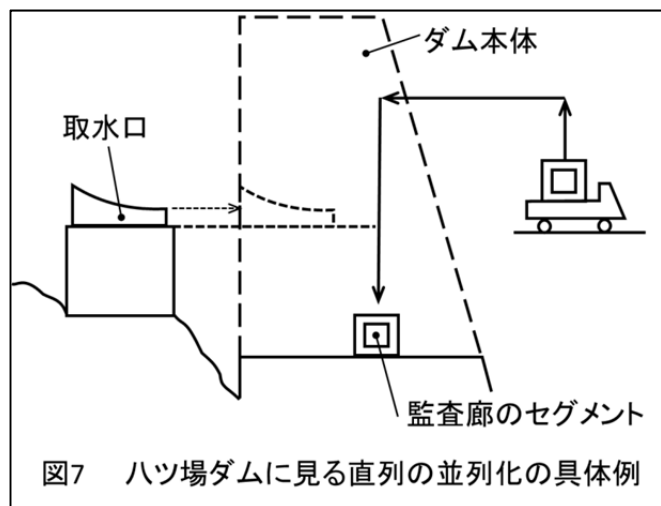 ダム本体
取水口
監査廊のセグメント
図7 八ツ場ダムに見る直列の並列化の具体例